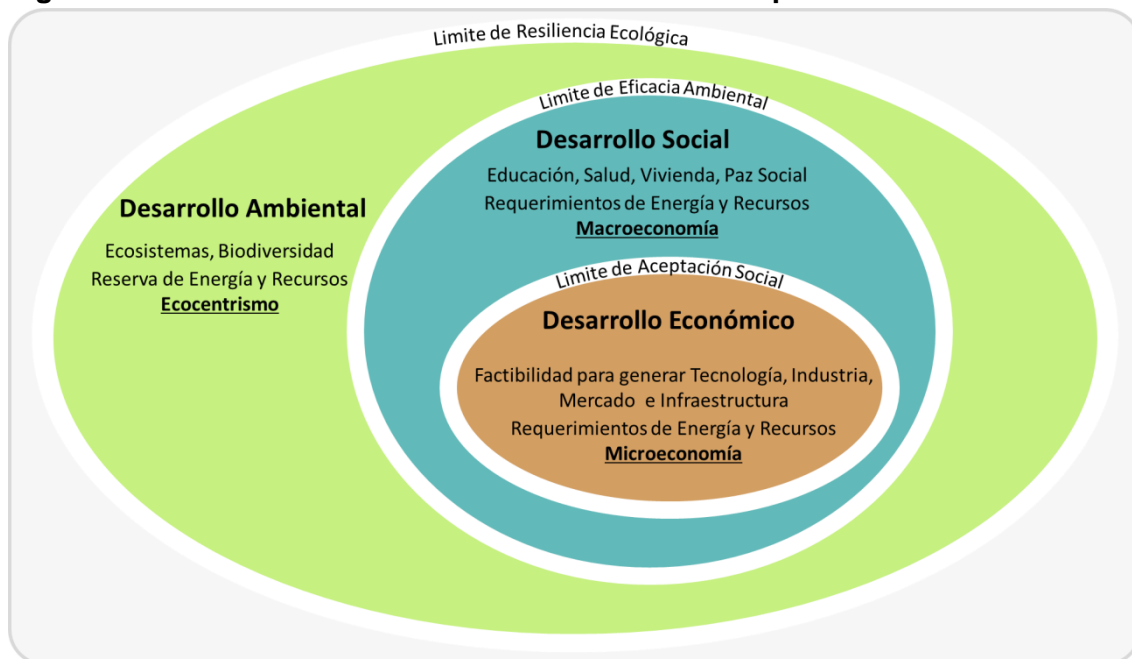 Limite de Resiliencia Ecológica
Limite de Eficacia Ambiental
Desarrollo Social
Educación, Salud, Vivienda, Paz Social
Requerimientos de Energía y Recursos
Macroeconomía
Desarrollo Ambiental
Ecosistemas, Biodiversidad
Reserva de Energía y Recursos
Ecocentrismo
Limite de Aceptación Social
Desarrollo Económico
Factibilidad para generar Tecnología, Industria,
Mercado e Infraestructura
Requerimientos de Energía y Recursos
Microeconomía